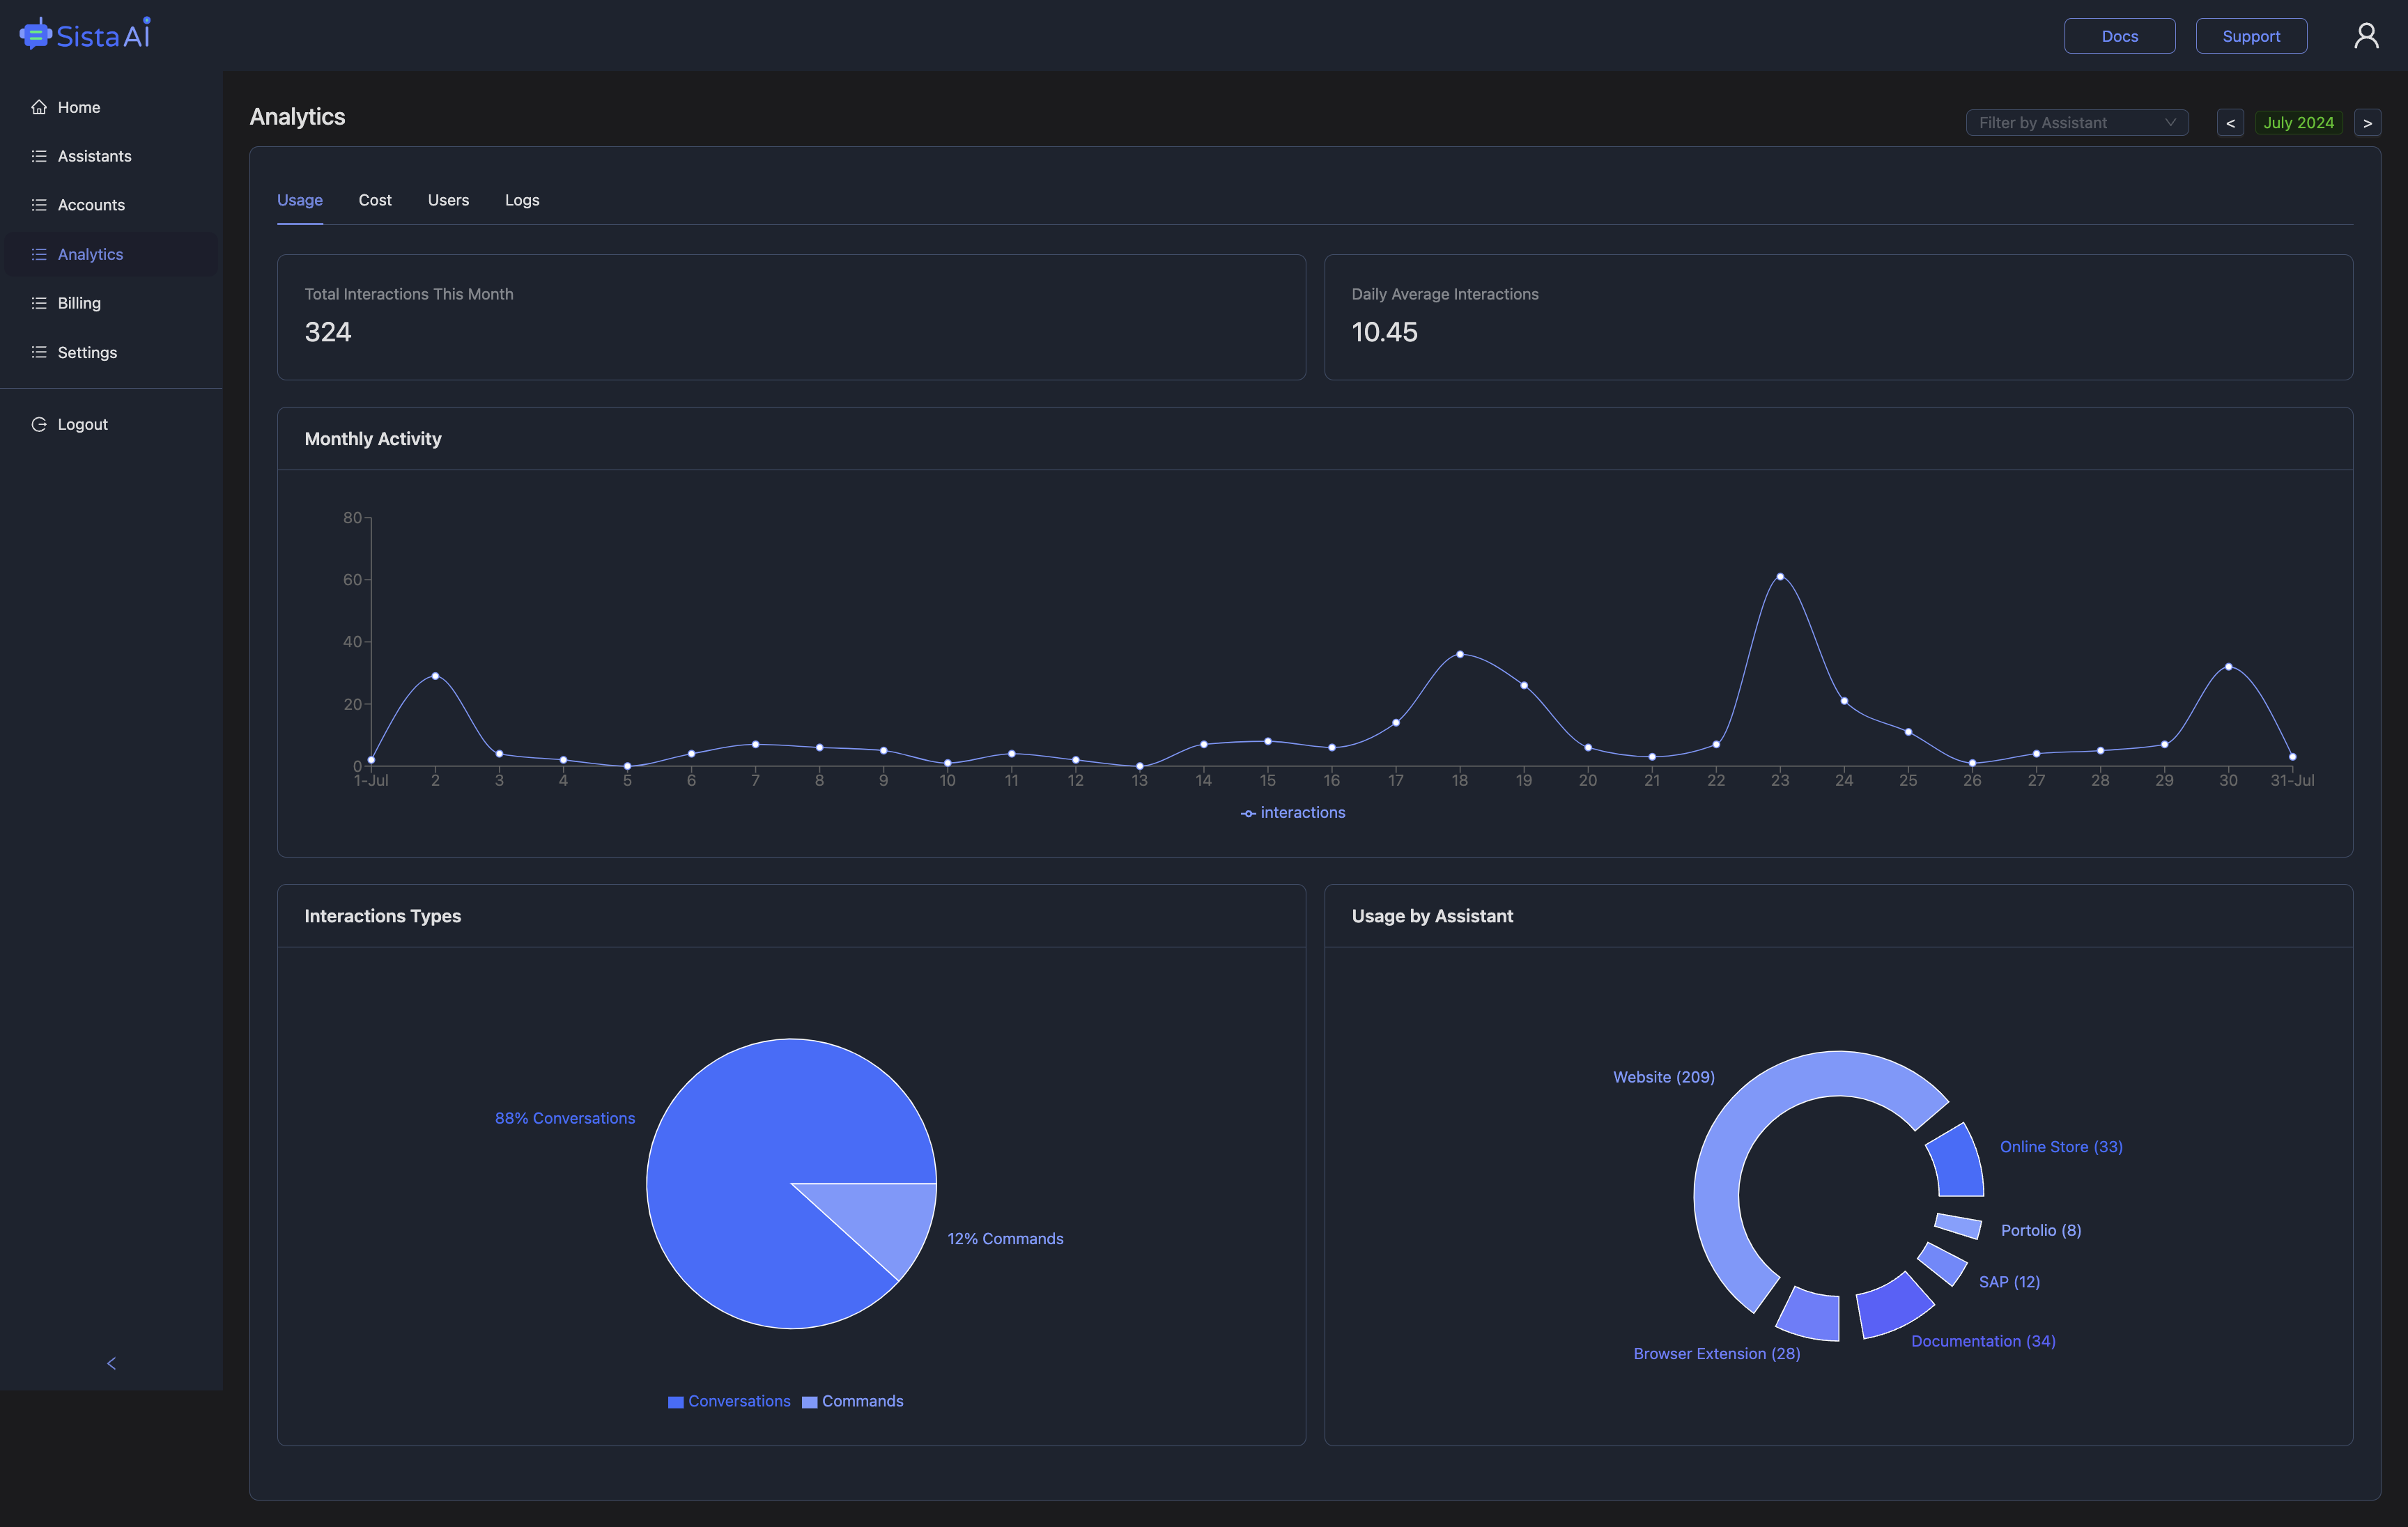 Sista AI
Docs
Support
Home
Assistants
Accounts
Analytics
Billing
Settings
Logout
Analytics
Filter by Assistant
<
July 2024
>
Usage
Cost
Users
Logs
Total Interactions This Month
324
Daily Average Interactions
10.45
Monthly Activity
80
60
40
20
0
1-Jul 2 3 4 5 6 7 8 9 10 11 12 13 14 15 16 17 18 19 20 21 22 23 24 25 26 27 28 29 30 31-Jul
interactions
Interactions Types
88% Conversations
12% Commands
Conversations
Commands
Usage by Assistant
Website (209)
Online Store (33)
Portolio (8)
SAP (12)
Documentation (34)
Browser Extension (28)